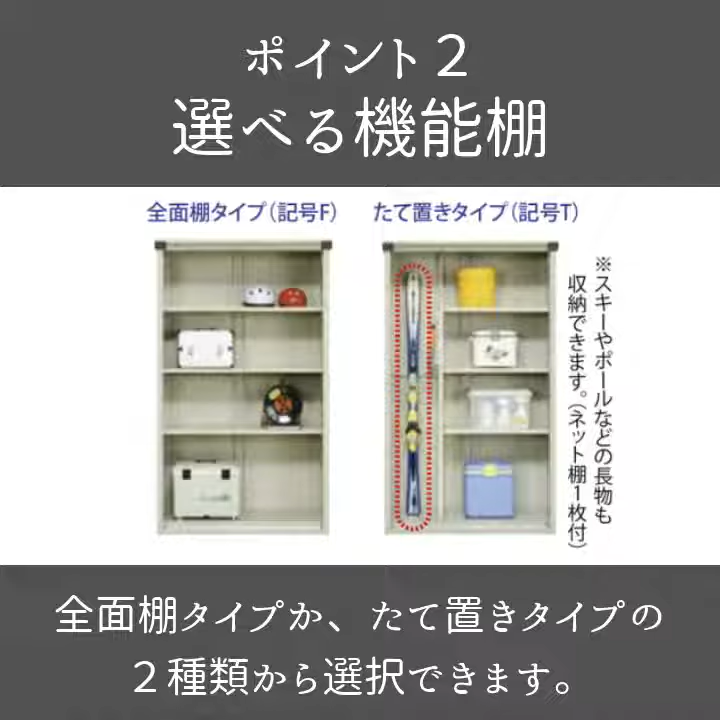 ポイント２
選べる機能棚
全面棚タイプ（記号F）
たて置きタイプ（記号T）
※スキーやポールなどの長物も
収納できます。（ネット棚1枚付）
全面棚タイプか、たて置きタイプの
２種類から選択できます。